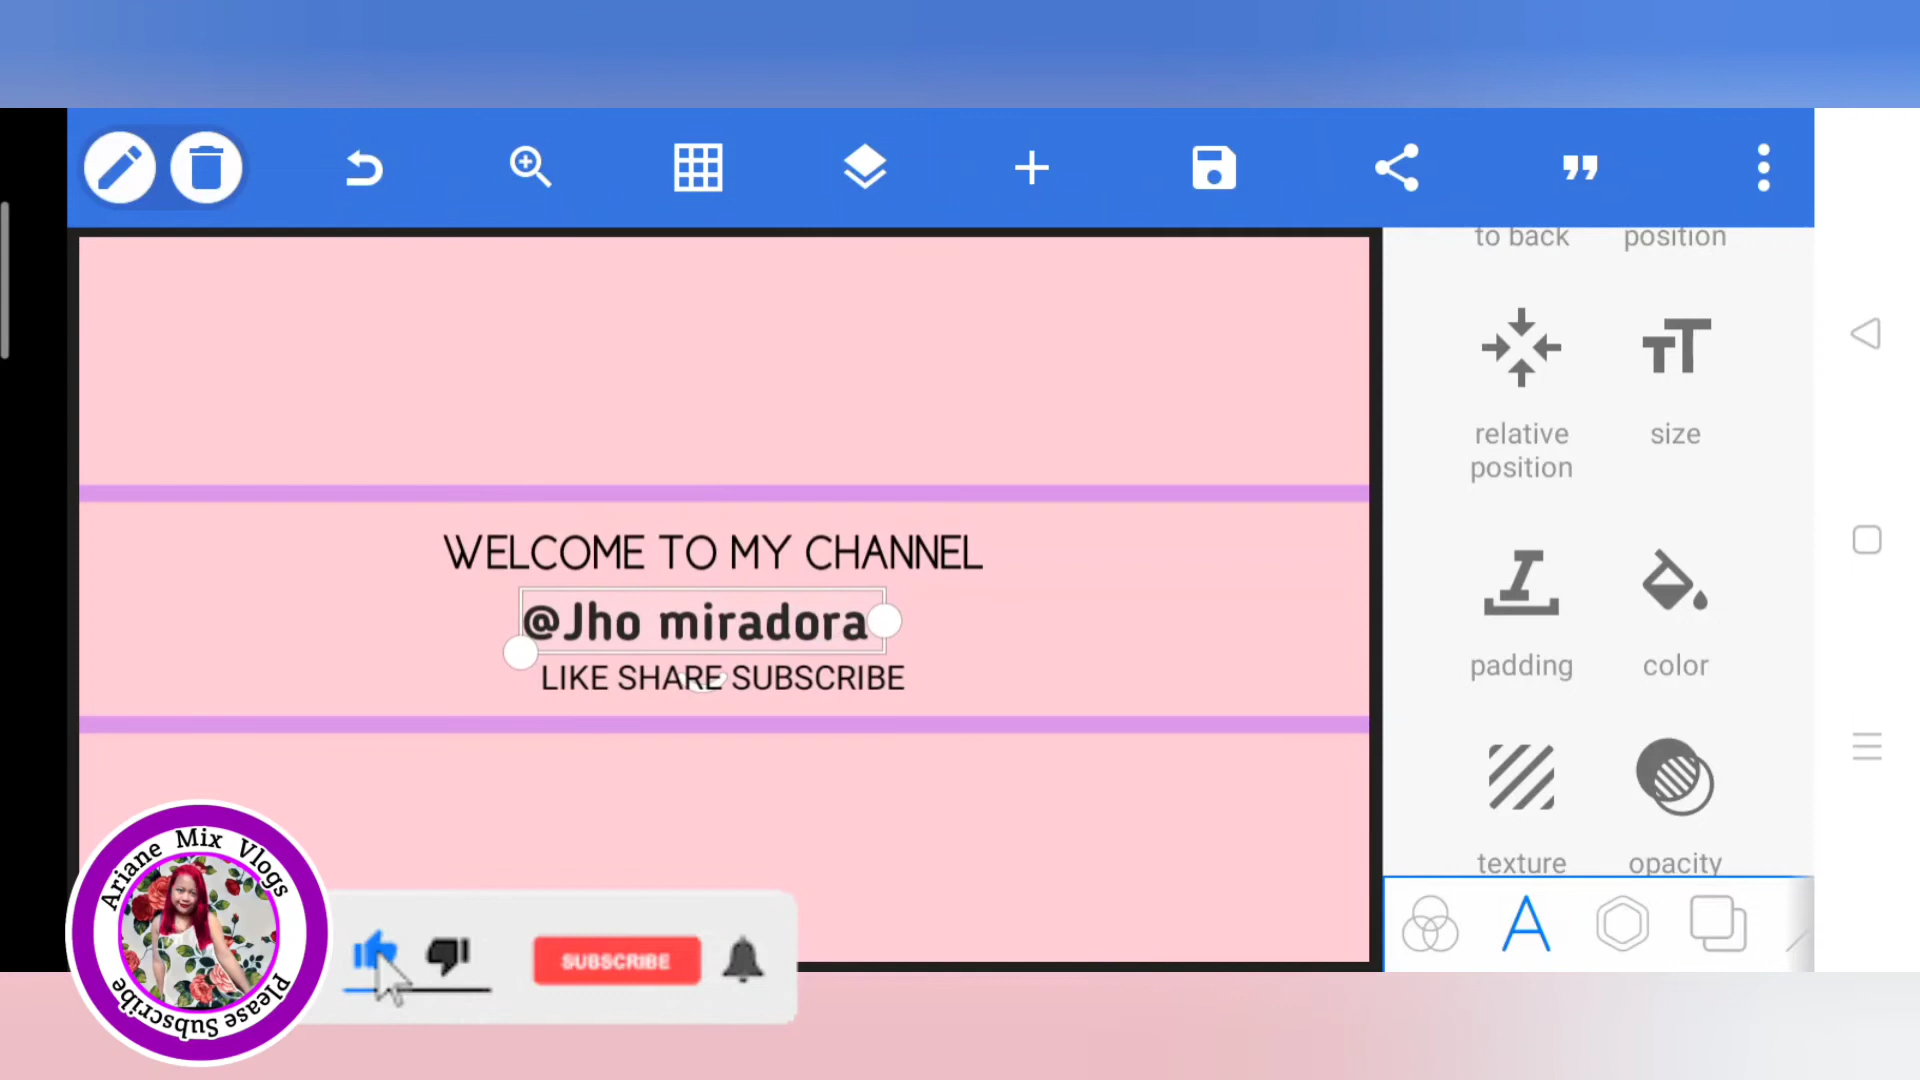 to back
position
relative
position
size
WELCOME TO MY CHANNEL
@Jho miradora
LIKE SHARE SUBSCRIBE
padding
color
texture
opacity
Ariane Mix Vlogs
Please Subscribe
SUBSCRIBE